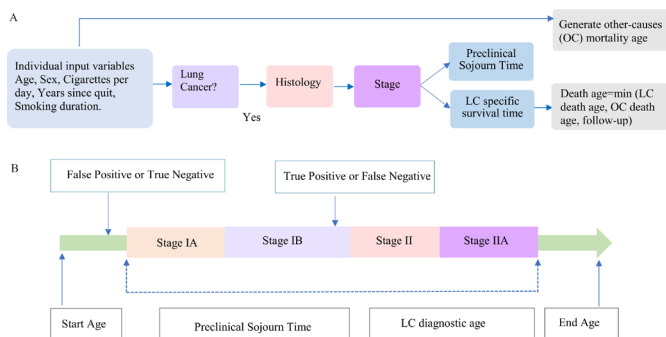 A
Individual input variables
Age, Sex, Cigarettes per
day, Years since quit,
Smoking duration.
Lung
Cancer?
Yes
Histology
Stage
Preclinical
Sojourn Time
LC specific
survival time
Generate other-causes
(OC) mortality age
Death age=min (LC
death age, OC death
age, follow-up)
B
False Positive or True Negative
True Positive or False Negative
Stage IA
Stage IB
Stage II
Stage IIA
Start Age
Preclinical Sojourn Time
LC diagnostic age
End Age